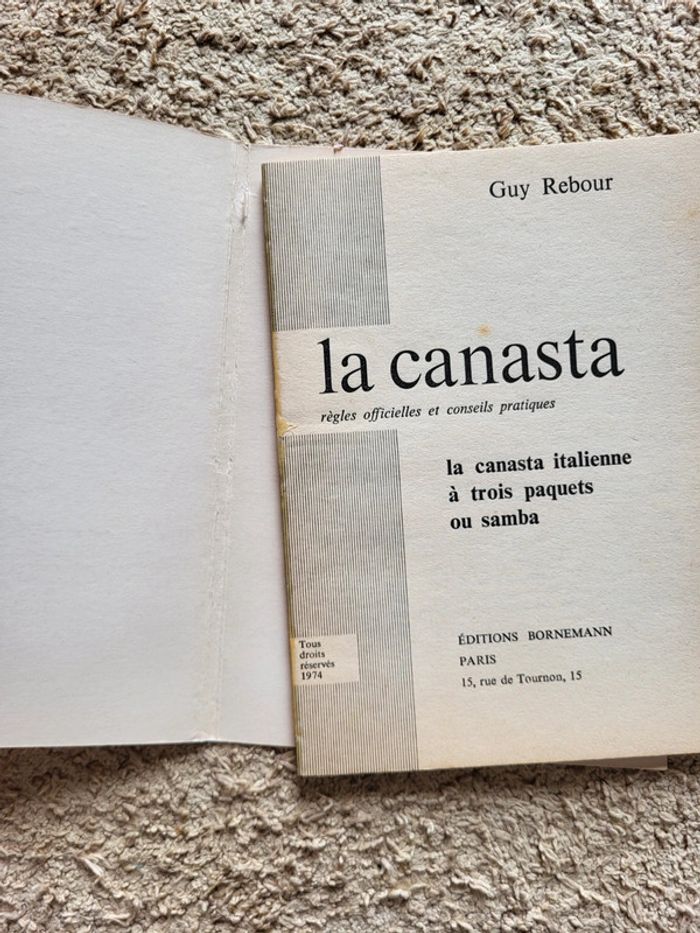 Guy Rebour
la canasta
règles officielles et conseils pratiques
la canasta italienne
à trois paquets
ou samba
ÉDITIONS BORNEMANN
PARIS
15, rue de Tournon, 15
Tous
droits
réservés
1974